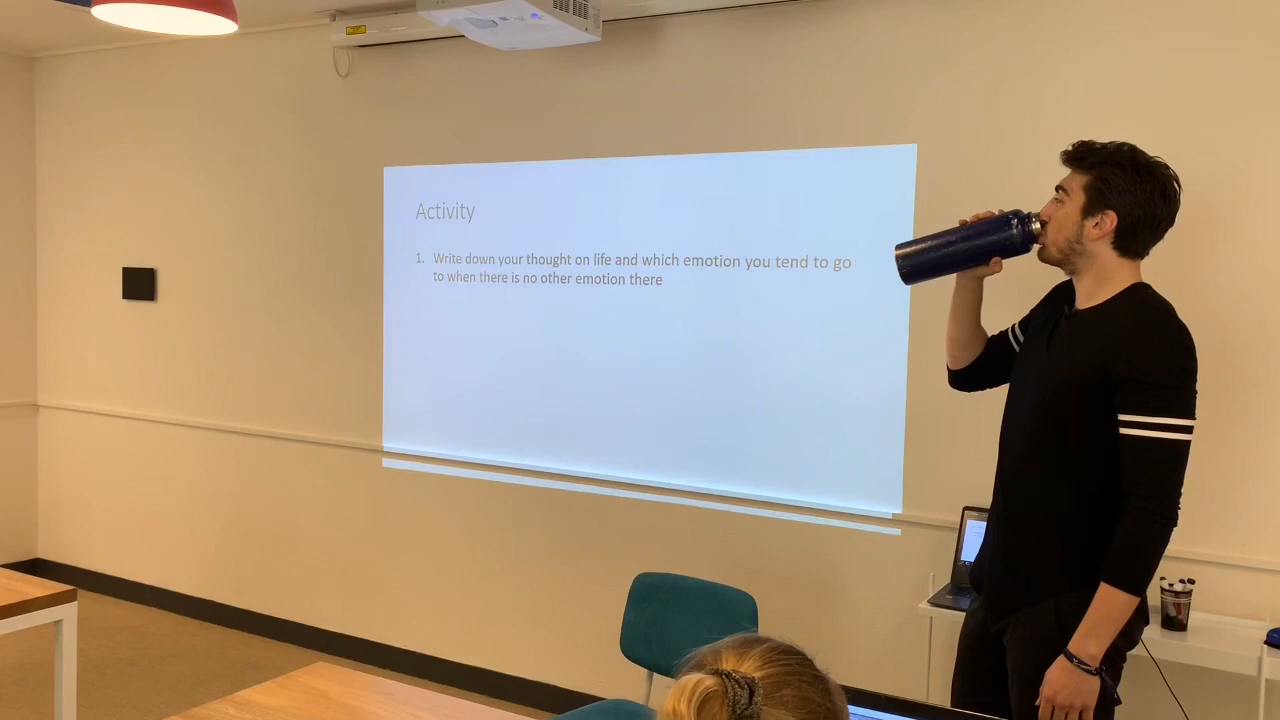 Activity
1. Write down your thought on life and which emotion you tend to go
to when there is no other emotion there